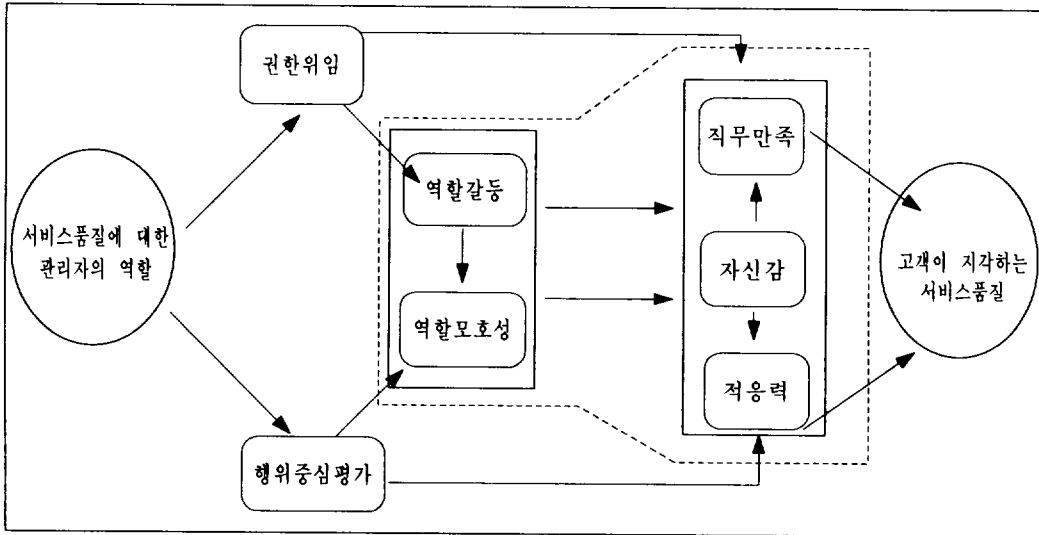 권한위임
직무만족
역할갈등
서비스품질에 대한
관리자의 역할
자신감
고객이 지각하는
서비스품질
역할모호성
적응력
행위중심평가